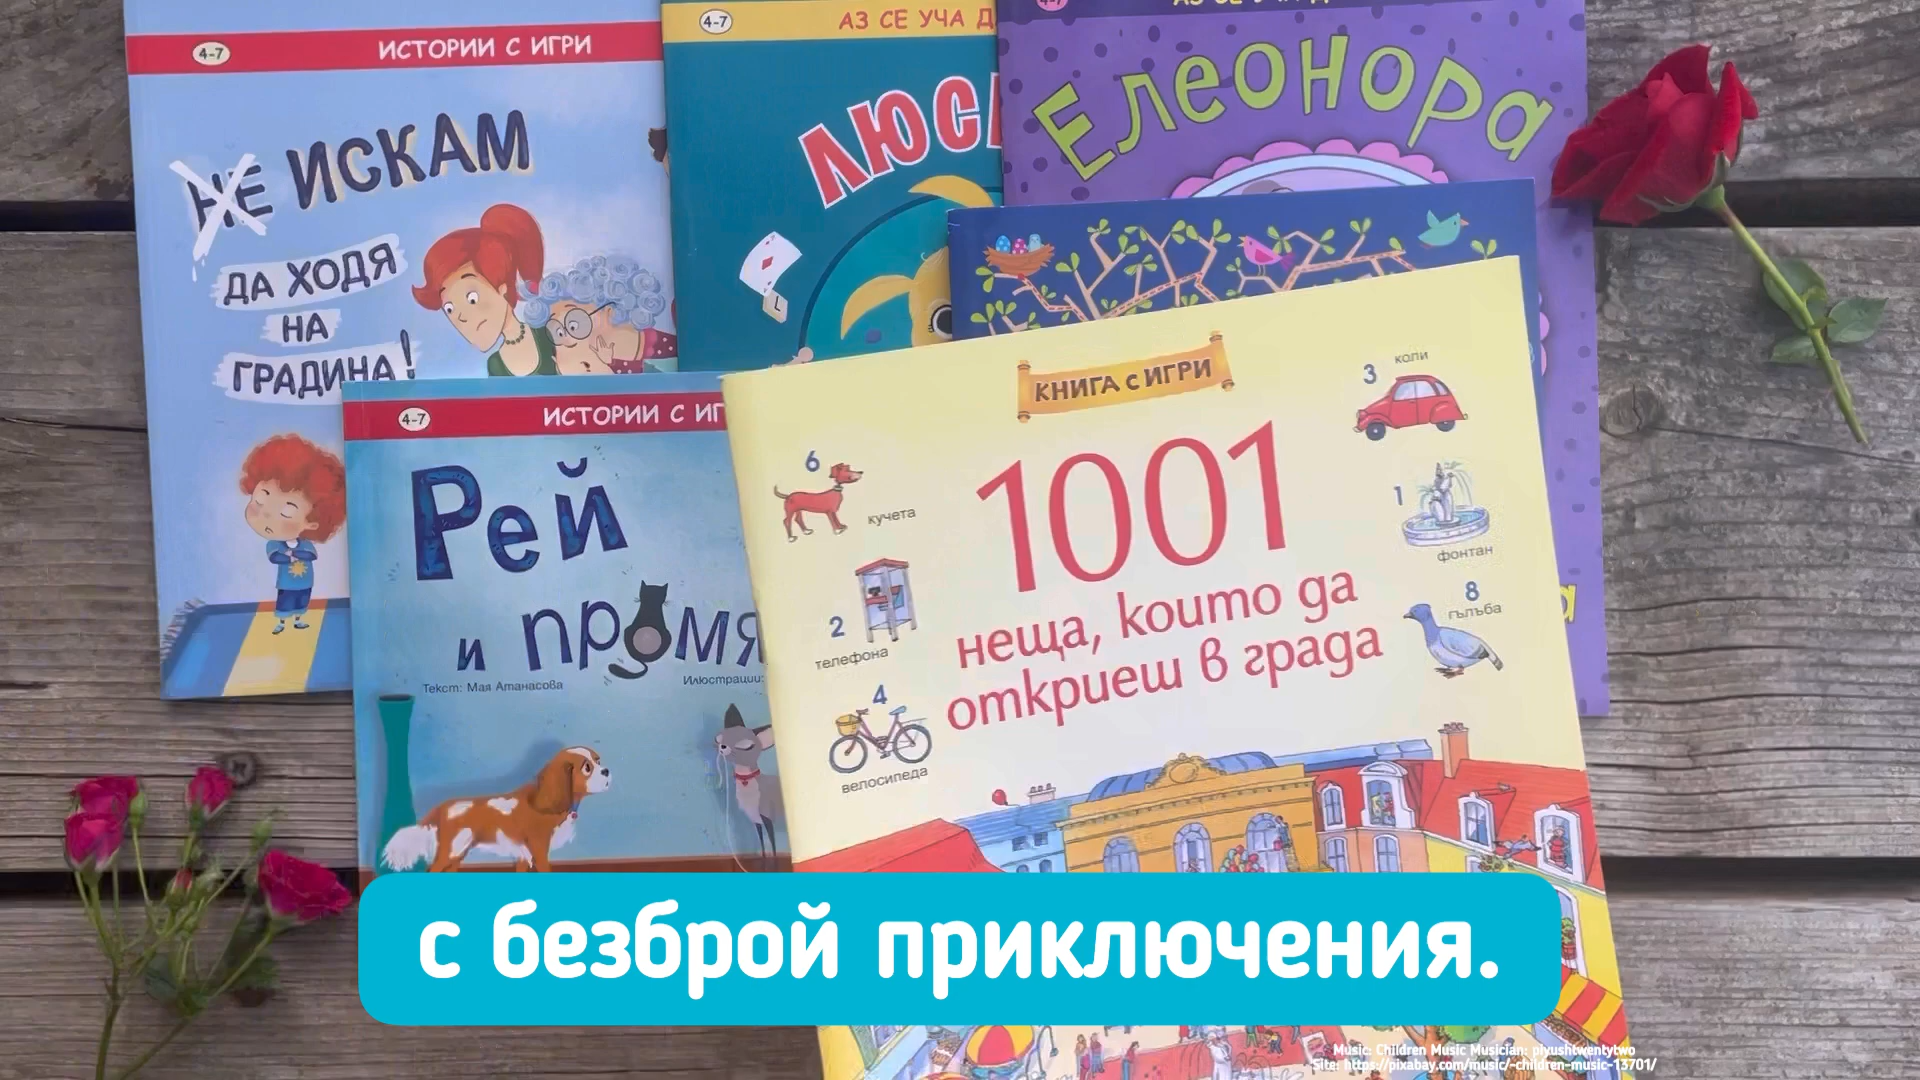 4-7 ИСТОРИИ С ИГРИ
НЕ ИСКАМ
ДА ХОДЯ
НА
ГРАДИНА!
4-7 АЗ СЕ УЧА
4-7
Елеонора
4-7 ИСТОРИИ С
Рей
и
Текст: Мая Атанасова
Илюстрации:
КНИГА С ИГРИ
1001
неща, които да
откриеш в града
6
кучета
2
телефона
4
велосипеда
3 коли
1
фонтан
8
гълъба
с безброй приключения.
Music: Children Music Musician: piyushtwentytwo
Site: https://pixabay.com/music/-children-music-13701/